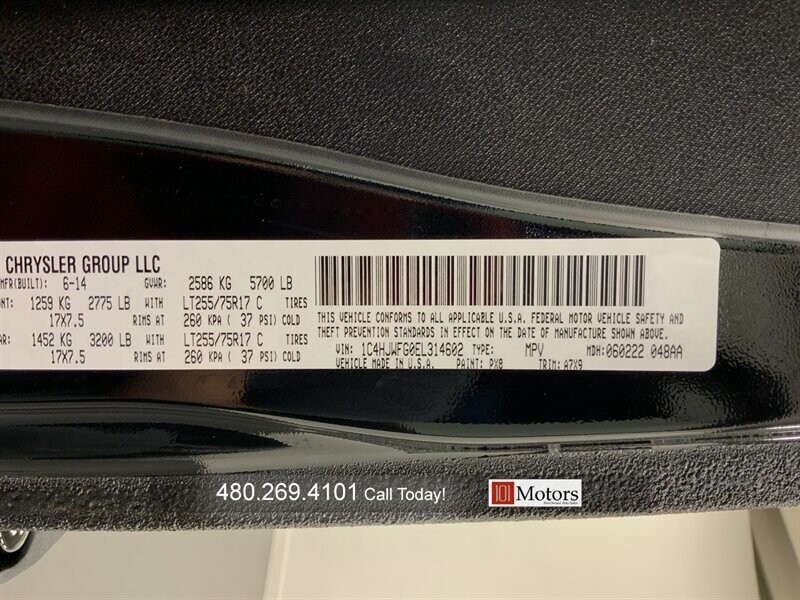 CHRYSLER GROUP LLC
MFR(BUILT): 6-14 GVWR: 2586 KG 5700 LB
NT: 1259 KG 2775 LB WITH LT255/75R17 C TIRES
17X7.5 RIMS AT 260 KPA ( 37 PSI) COLD
AR: 1452 KG 3200 LB WITH LT255/75R17 C TIRES
17X7.5 RIMS AT 260 KPA ( 37 PSI) COLD
THIS VEHICLE CONFORMS TO ALL APPLICABLE U.S.A. FEDERAL MOTOR VEHICLE SAFETY AND
THEFT PREVENTION STANDARDS IN EFFECT ON THE DATE OF MANUFACTURE SHOWN ABOVE.
VIN: 1C4HJWFG0EL314602 TYPE: MPV MDH:060222 048AA
VEHICLE MADE IN U.S.A. PAINT: PX8 TRIM: A7X9
480.269.4101 Call Today!
101 Motors